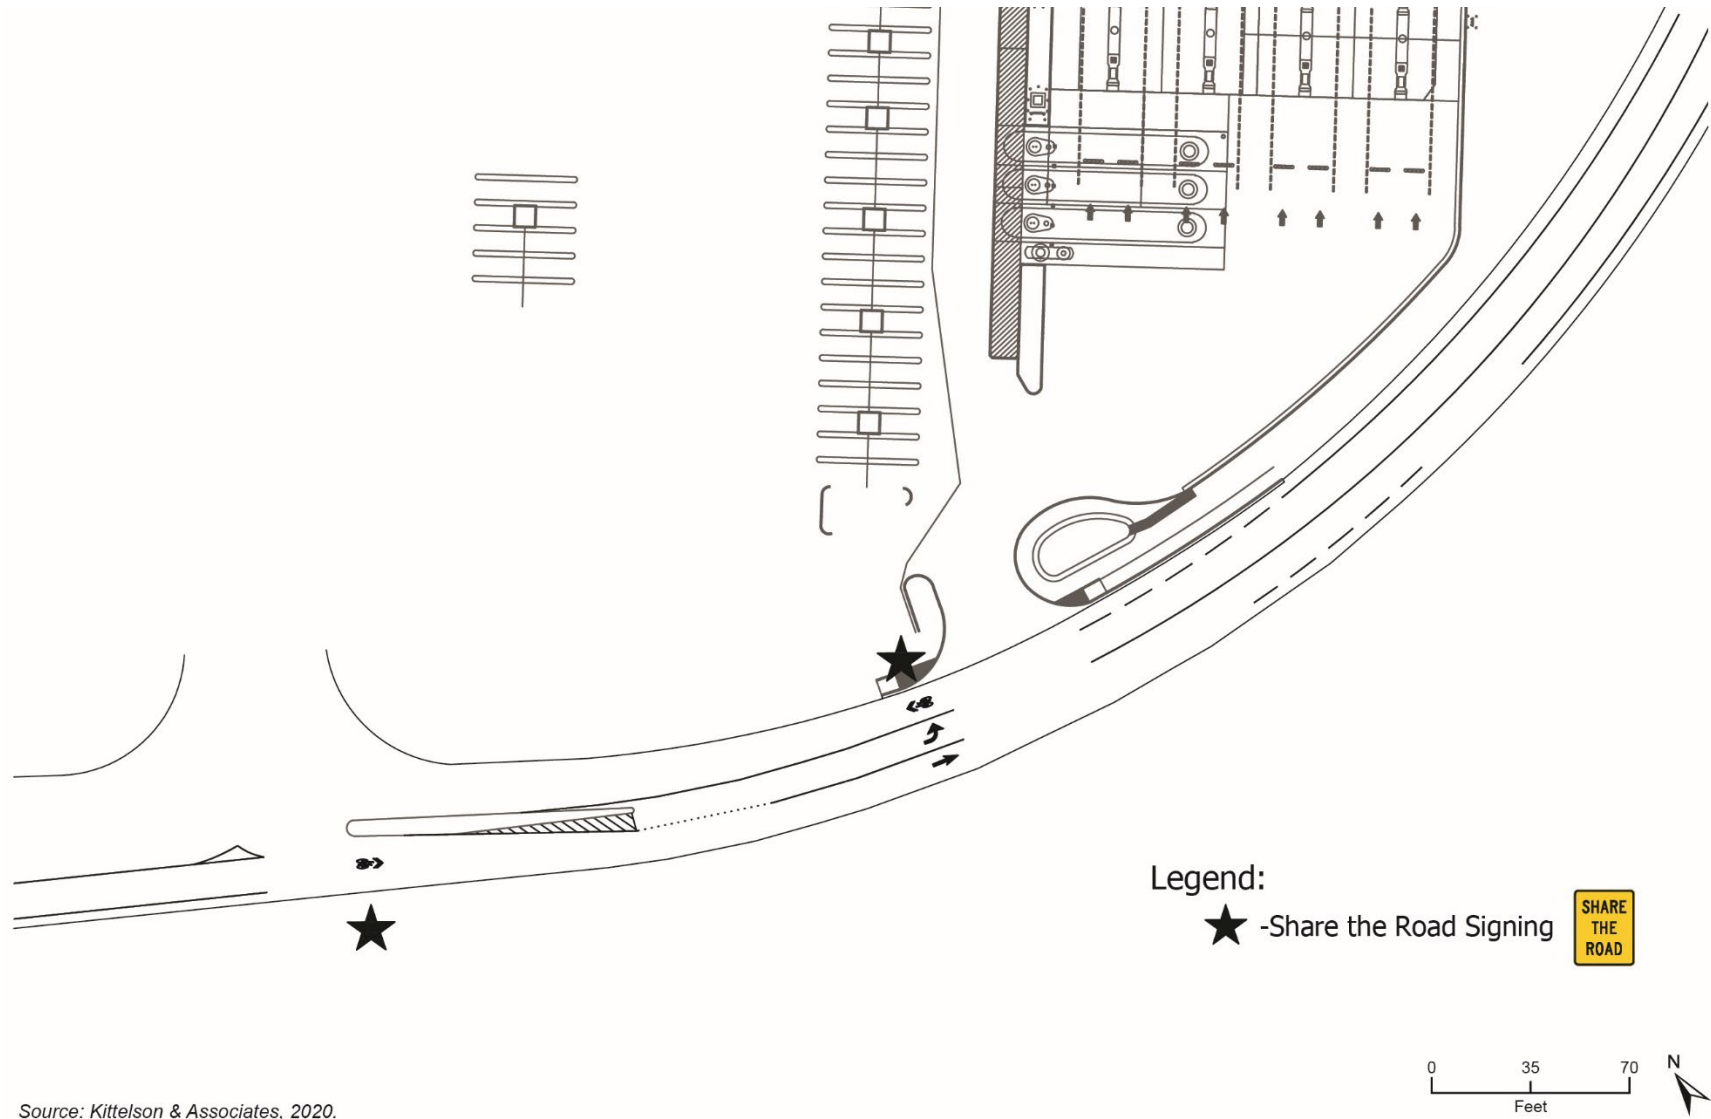 Legend:
-Share the Road Signing
SHARE
THE
ROAD
0 35 70
Feet
N
Source: Kittelson & Associates, 2020.